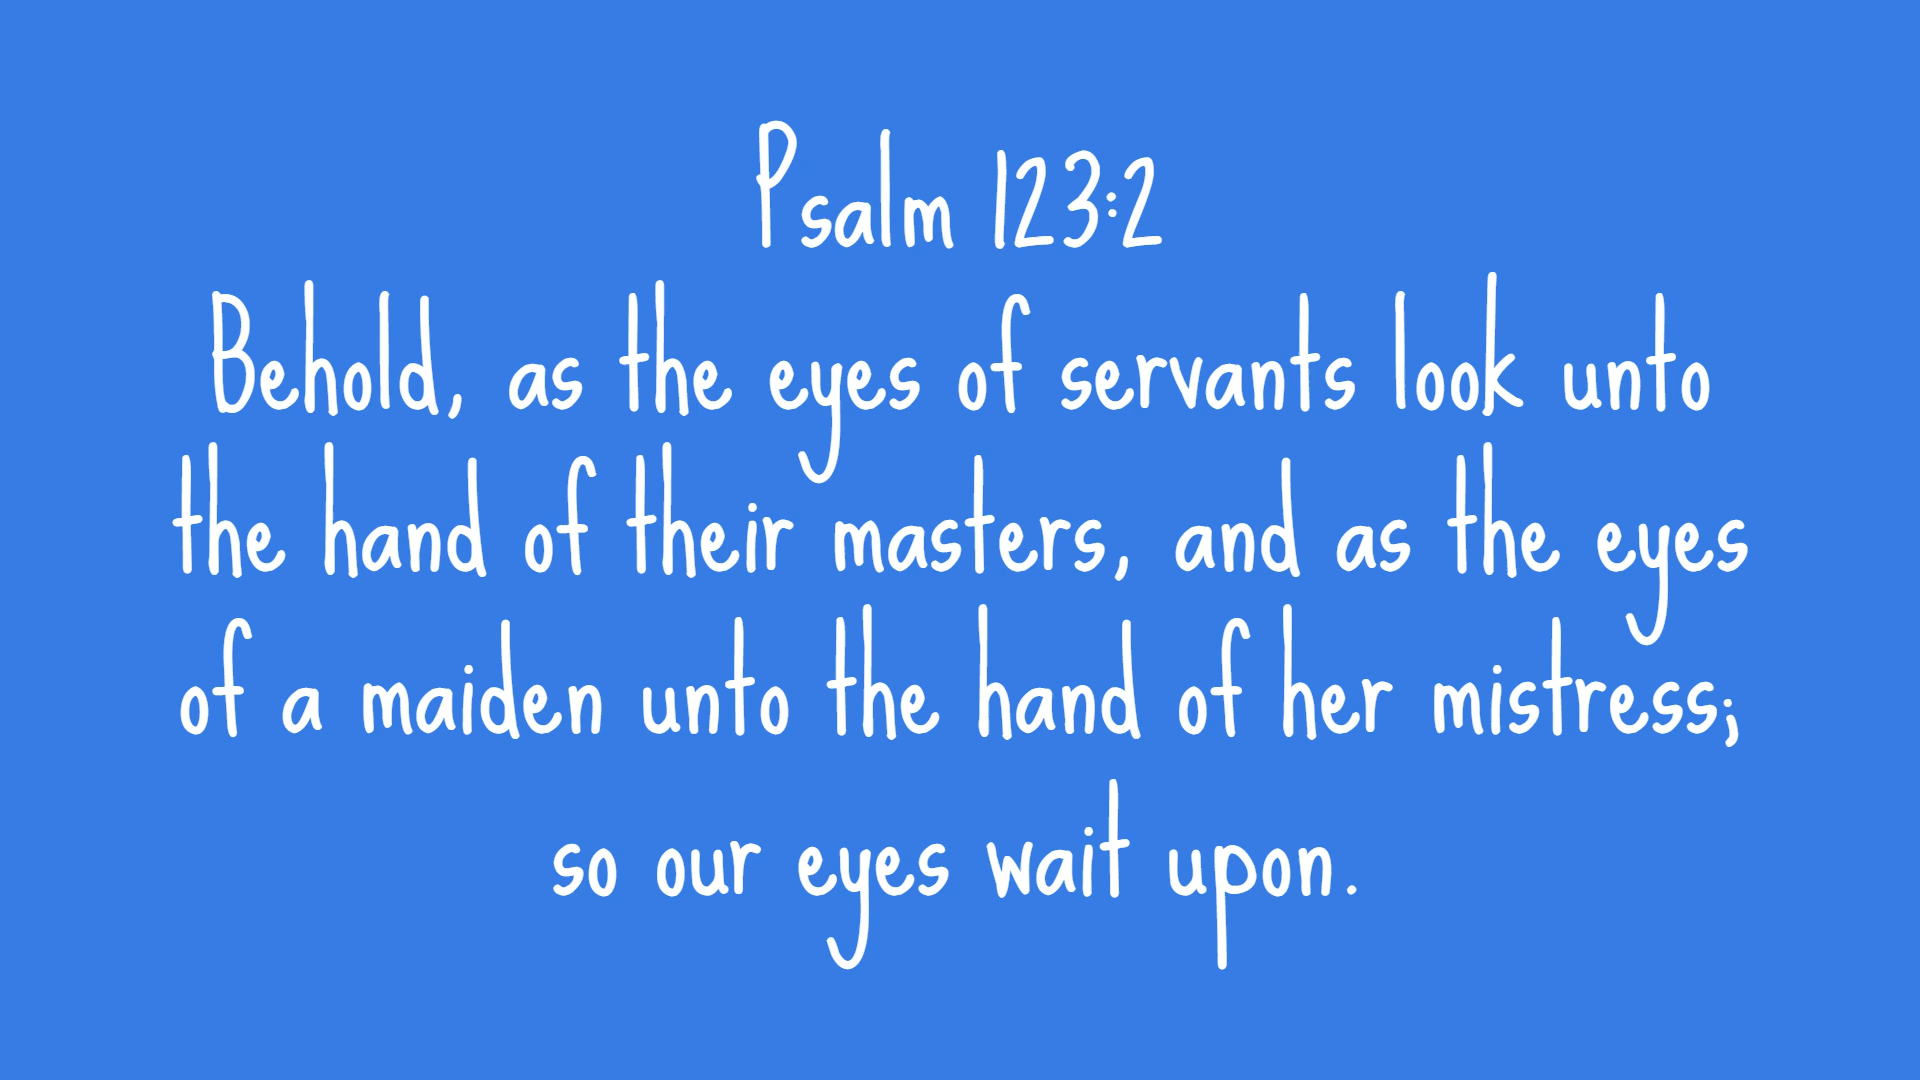 Psalm 123:2
Behold, as the eyes of servants look unto
the hand of their masters, and as the eyes
of a maiden unto the hand of her mistress;
so our eyes wait upon.